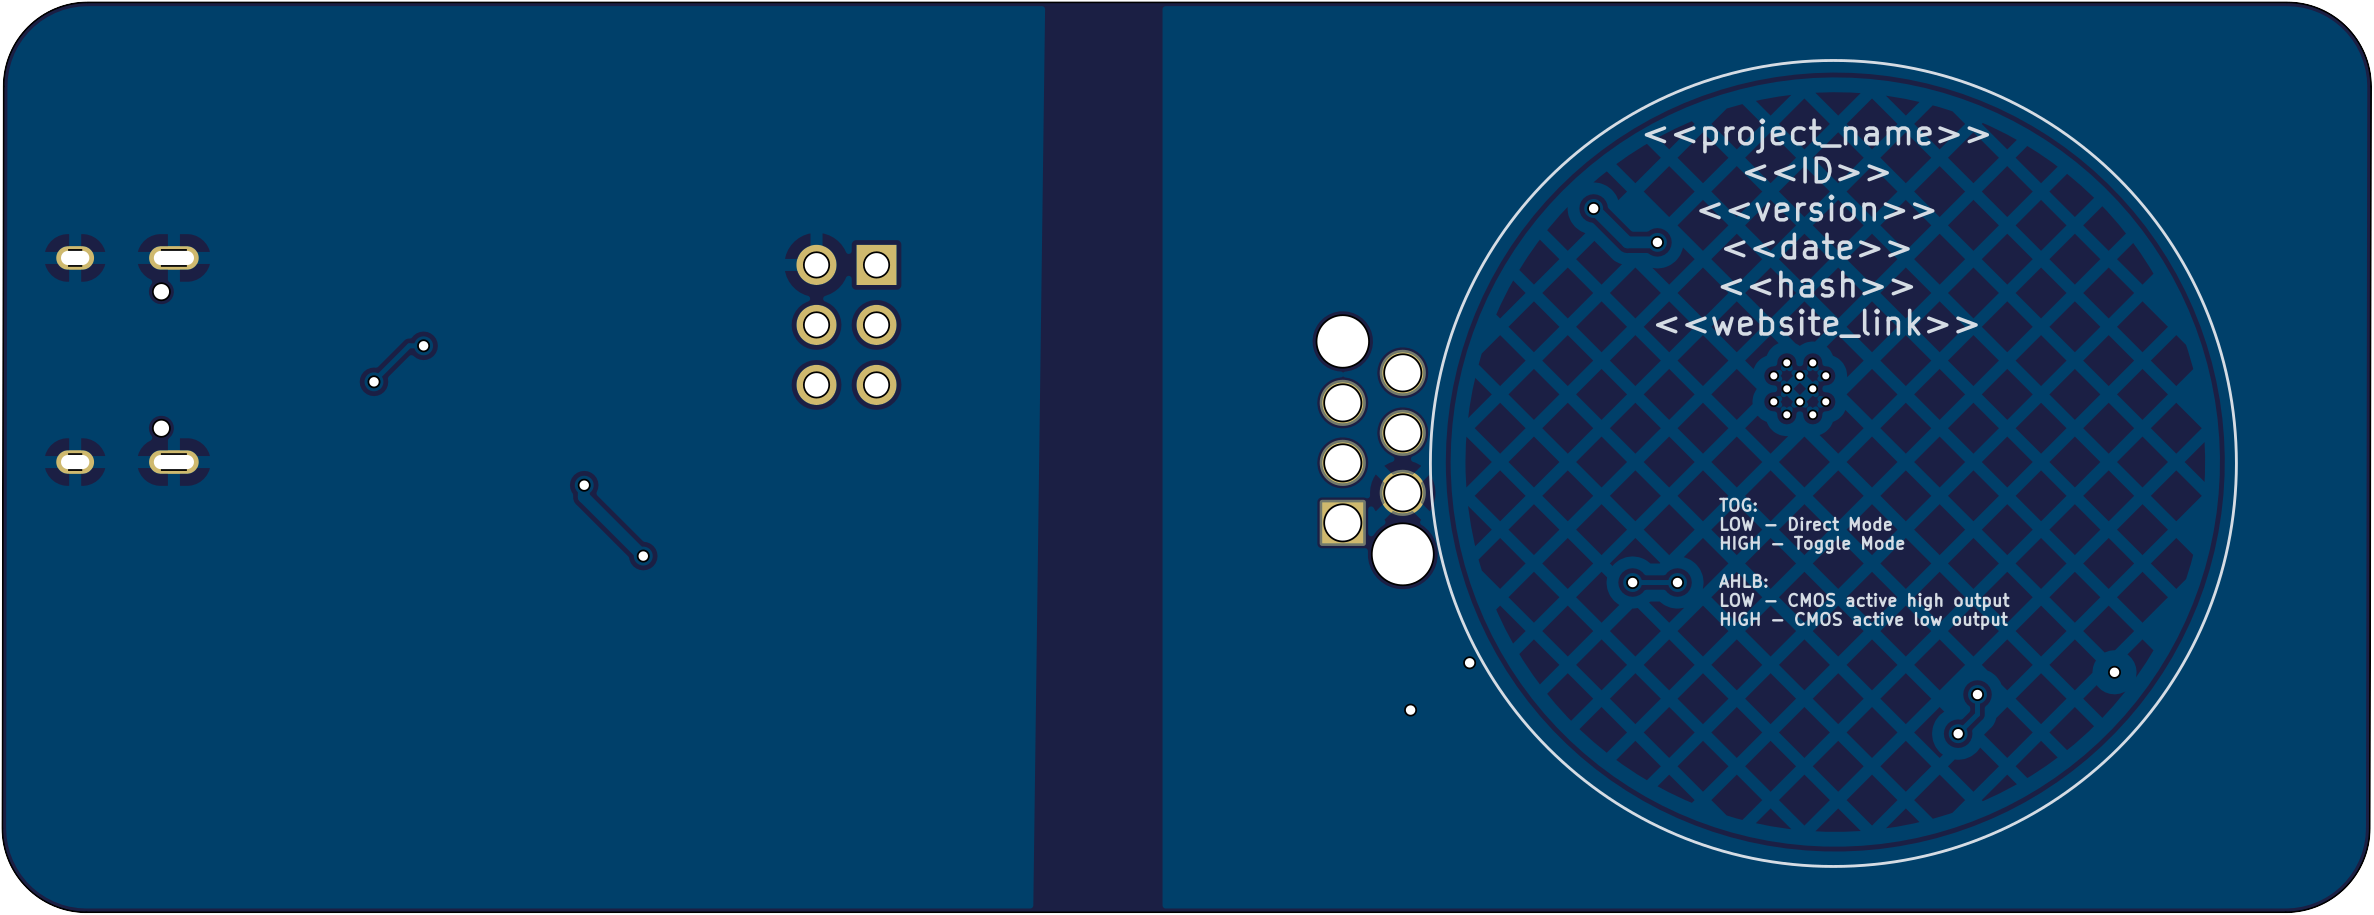 <<project_name>>
<<ID>>
<<version>>
<<date>>
<<hash>>
<<website_link>>
TOG:
LOW - Direct Mode
HIGH - Toggle Mode
AHLB:
LOW - CMOS active high output
HIGH - CMOS active low output